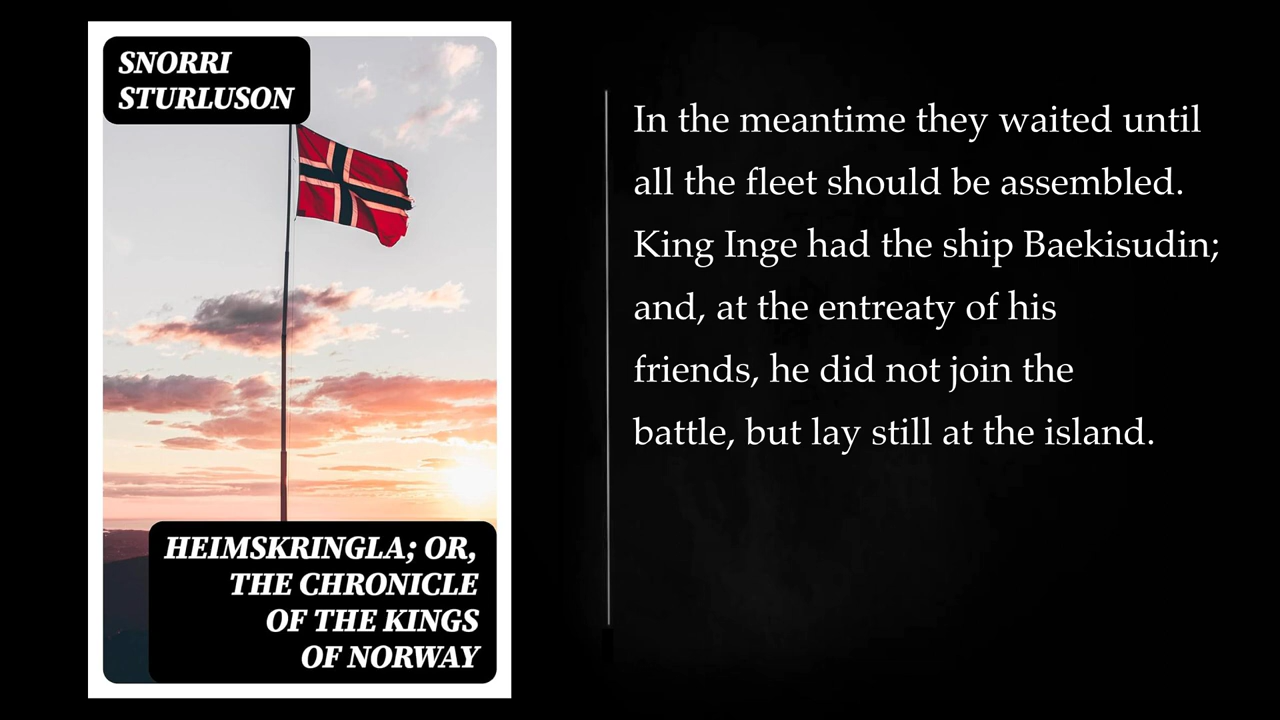 SNORRI
STURLUSON
HEIMSKRINGLA; OR,
THE CHRONICLE
OF THE KINGS
OF NORWAY
In the meantime they waited until
all the fleet should be assembled.
King Inge had the ship Baekisudin;
and, at the entreaty of his
friends, he did not join the
battle, but lay still at the island.